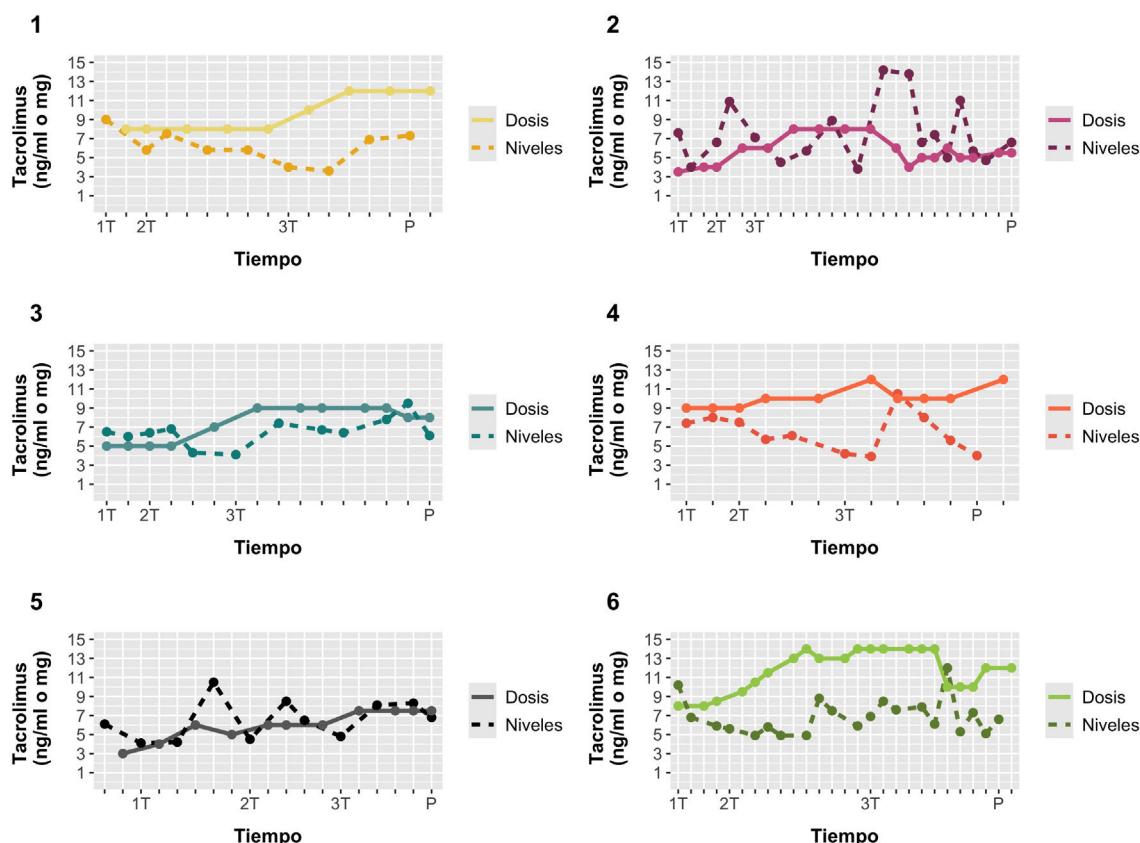 1
Tacrolimus
(ng/ml o mg)
15
13
11
9
7
5
3
1
1T 2T 3T P
Tiempo
Dosis
Niveles
2
Tacrolimus
(ng/ml o mg)
15
13
11
9
7
5
3
1
1T 2T 3T P
Tiempo
Dosis
Niveles
3
Tacrolimus
(ng/ml o mg)
15
13
11
9
7
5
3
1
1T 2T 3T P
Tiempo
Dosis
Niveles
4
Tacrolimus
(ng/ml o mg)
15
13
11
9
7
5
3
1
1T 2T 3T P
Tiempo
Dosis
Niveles
5
Tacrolimus
(ng/ml o mg)
15
13
11
9
7
5
3
1
1T 2T 3T P
Tiempo
Dosis
Niveles
6
Tacrolimus
(ng/ml o mg)
15
13
11
9
7
5
3
1
1T 2T 3T P
Tiempo
Dosis
Niveles